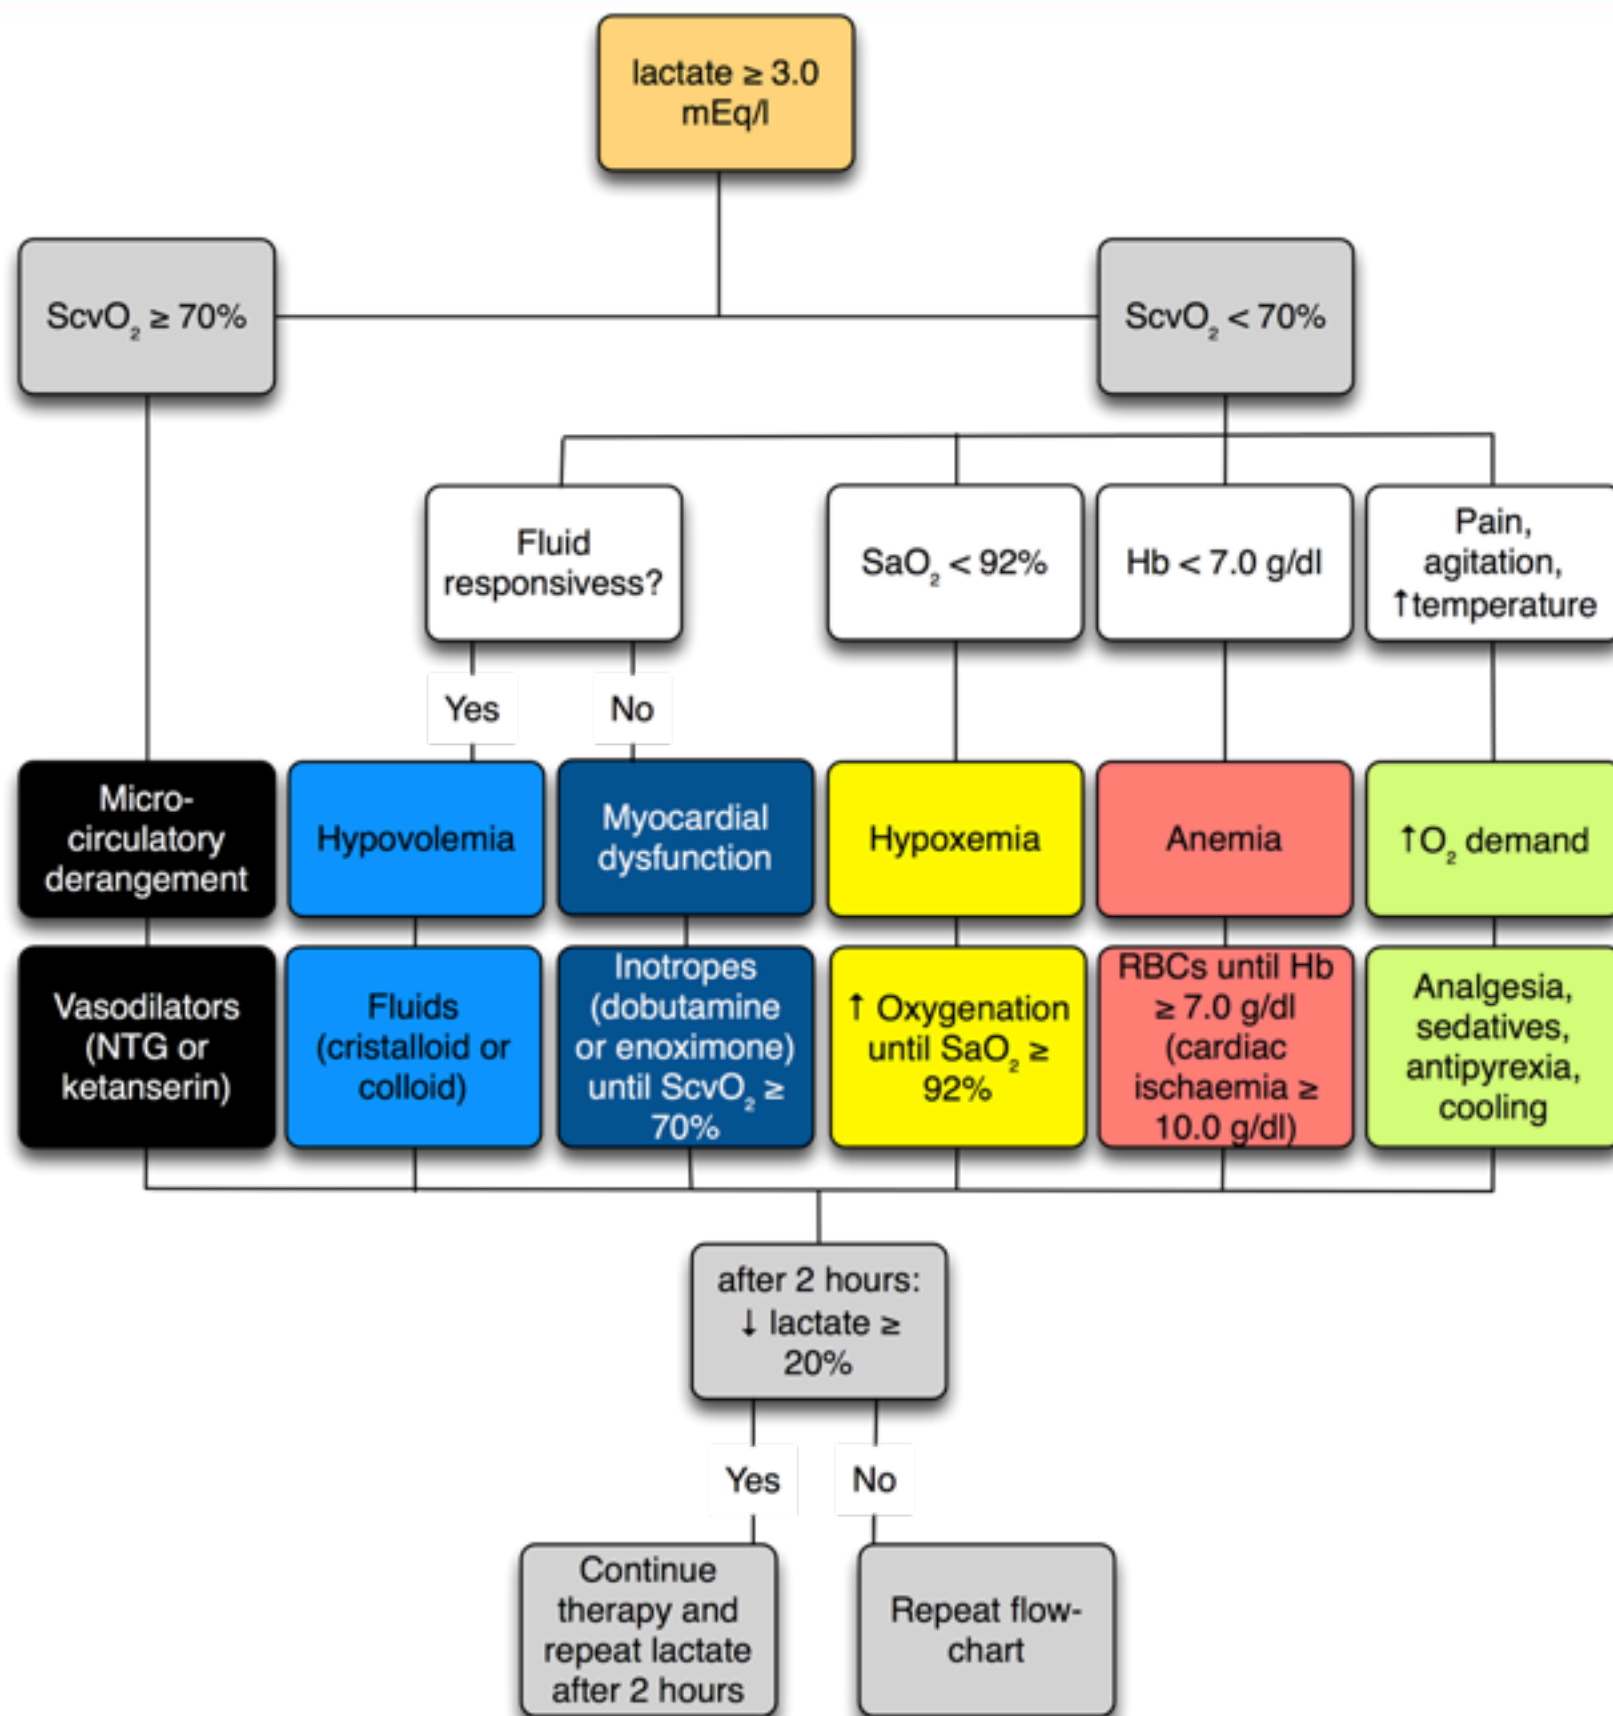 lactate ≥ 3.0
mEq/l
ScvO₂ ≥ 70%
ScvO₂ < 70%
Fluid
responsivess?
SaO₂ < 92%
Hb < 7.0 g/dl
Pain,
agitation,
↑temperature
Yes
No
Micro-
circulatory
derangement
Hypovolemia
Myocardial
dysfunction
Hypoxemia
Anemia
↑O₂ demand
Vasodilators
(NTG or
ketanserin)
Fluids
(cristalloid or
colloid)
Inotropes
(dobutamine
or enoximone)
until ScvO₂ ≥
70%
↑ Oxygenation
until SaO₂ ≥
92%
RBCs until Hb
≥ 7.0 g/dl
(cardiac
ischaemia ≥
10.0 g/dl)
Analgesia,
sedatives,
antipyrexia,
cooling
after 2 hours:
↓ lactate ≥
20%
Yes
No
Continue
therapy and
repeat lactate
after 2 hours
Repeat flow-
chart